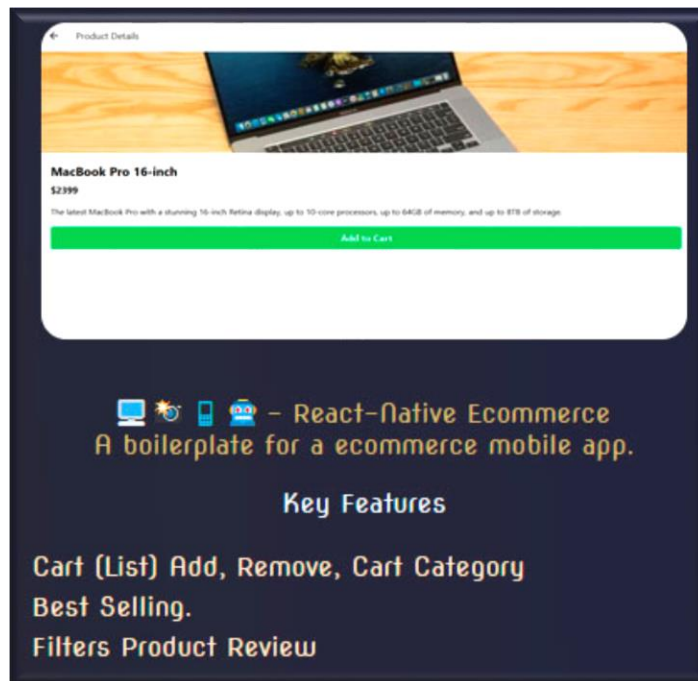 Product Details
MacBook Pro 16-inch
$2399
The latest MacBook Pro with a stunning 16-inch Retina display, up to 10-core processors, up to 64GB of memory, and up to 8TB of storage.
Add to Cart
– React-Native Ecommerce
A boilerplate for a ecommerce mobile app.
Key Features
Cart (List) Add, Remove, Cart Category
Best Selling.
Filters Product Review